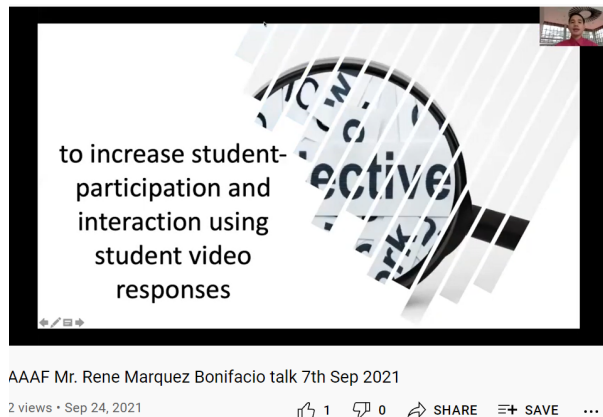 to increase student-
participation and
interaction using
student video
responses
ective
AAAF Mr. Rene Marquez Bonifacio talk 7th Sep 2021
2 views • Sep 24, 2021 1 0 SHARE SAVE